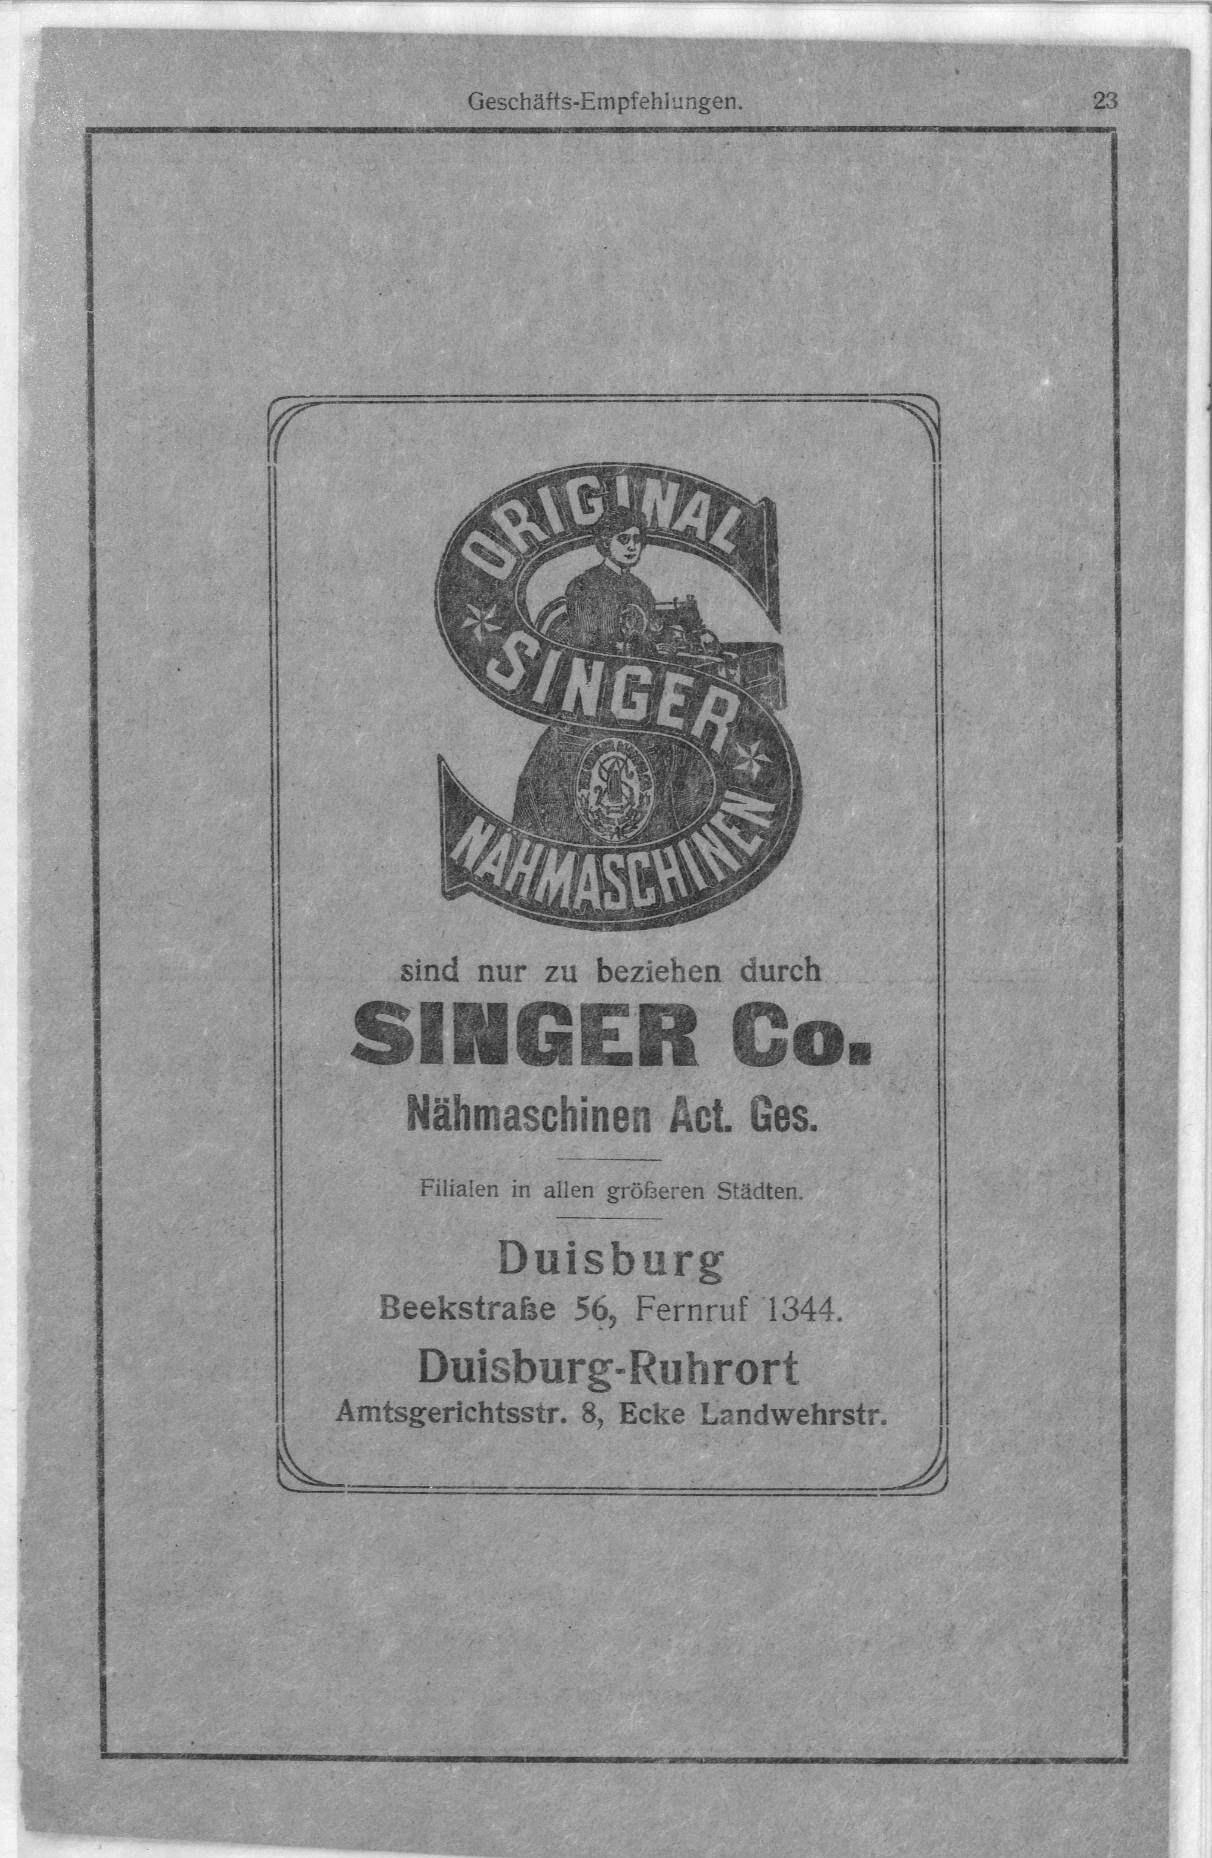 Geschäfts-Empfehlungen. 23
ORIGINAL
SINGER
NÄHMASCHINEN
sind nur zu beziehen durch
SINGER Co.
Nähmaschinen Act. Ges.
Filialen in allen größeren Städten.
Duisburg
Beekstraße 56, Fernruf 1344.
Duisburg-Ruhrort
Amtsgerichtsstr. 8, Ecke Landwehrstr.